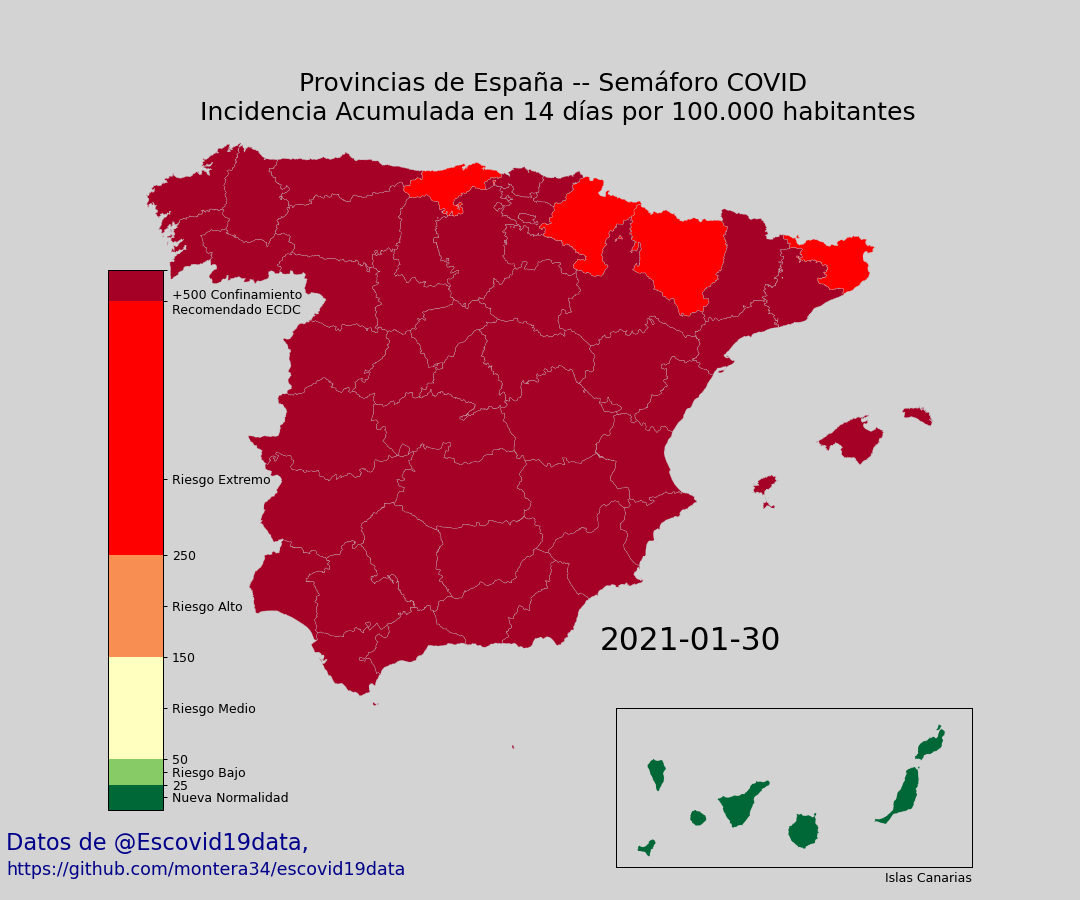 Provincias de España -- Semáforo COVID
Incidencia Acumulada en 14 días por 100.000 habitantes
+500 Confinamiento
Recomendado ECDC
Riesgo Extremo
250
Riesgo Alto
2021-01-30
150
Riesgo Medio
50
Riesgo Bajo
25
Nueva Normalidad
Datos de @Escovid19data,
https://github.com/montera34/escovid19data
Islas Canarias